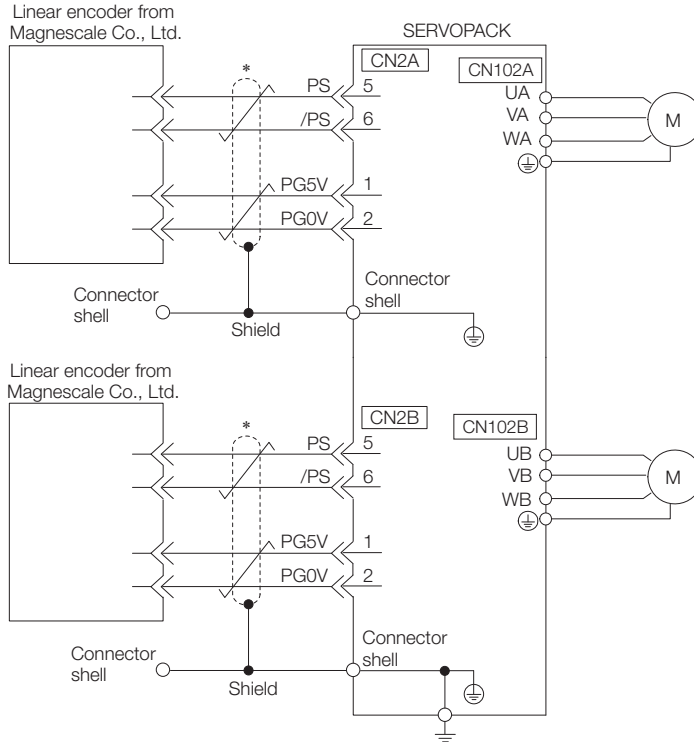 Linear encoder from
Magnescale Co., Ltd.
SERVOPACK
CN2A
CN102A
*
PS
5
/PS
6
PG5V
1
PG0V
2
UA
VA
WA
M
Connector
shell
Shield
Connector
shell
Linear encoder from
Magnescale Co., Ltd.
CN2B
CN102B
*
PS
5
/PS
6
PG5V
1
PG0V
2
UB
VB
WB
M
Connector
shell
Shield
Connector
shell